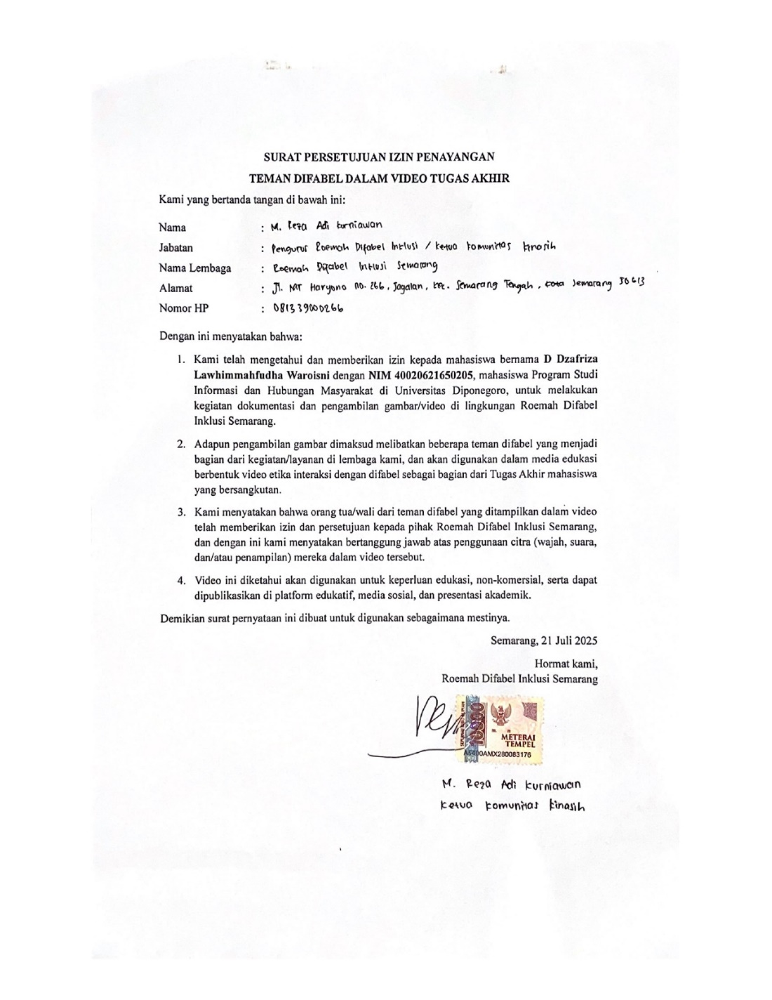 SURAT PERSETUJUAN IZIN PENAYANGAN
TEMAN DIFABEL DALAM VIDEO TUGAS AKHIR
Kami yang bertanda tangan di bawah ini:
Nama : M. Reza Adi Kurniawan
Jabatan : Pengurus Roemah Difabel Inklusi / Ketua Komunitas Kinasih
Nama Lembaga : Roemah Difabel Inklusi Semarang
Alamat : Jl. MT Haryono no. 266, Jagalan, Kec. Semarang Tengah, Kota Semarang 50613
Nomor HP : 081339000266
Dengan ini menyatakan bahwa:
1. Kami telah mengetahui dan memberikan izin kepada mahasiswa bernama D Dzafriza
Lawhimmahfudha Waroisni dengan NIM 40020621650205, mahasiswa Program Studi
Informasi dan Hubungan Masyarakat di Universitas Diponegoro, untuk melakukan
kegiatan dokumentasi dan pengambilan gambar/video di lingkungan Roemah Difabel
Inklusi Semarang.
2. Adapun pengambilan gambar dimaksud melibatkan beberapa teman difabel yang menjadi
bagian dari kegiatan/layanan di lembaga kami, dan akan digunakan dalam media edukasi
berbentuk video etika interaksi dengan difabel sebagai bagian dari Tugas Akhir mahasiswa
yang bersangkutan.
3. Kami menyatakan bahwa orang tua/wali dari teman difabel yang ditampilkan dalam video
telah memberikan izin dan persetujuan kepada pihak Roemah Difabel Inklusi Semarang,
dan dengan ini kami menyatakan bertanggung jawab atas penggunaan citra (wajah, suara,
dan/atau penampilan) mereka dalam video tersebut.
4. Video ini diketahui akan digunakan untuk keperluan edukasi, non-komersial, serta dapat
dipublikasikan di platform edukatif, media sosial, dan presentasi akademik.
Demikian surat pernyataan ini dibuat untuk digunakan sebagaimana mestinya.
Semarang, 21 Juli 2025
Hormat kami,
Roemah Difabel Inklusi Semarang
10000
METERAI
TEMPEL
AMX280083176
M. Reza Adi Kurniawan
Ketua Komunitas Kinasih